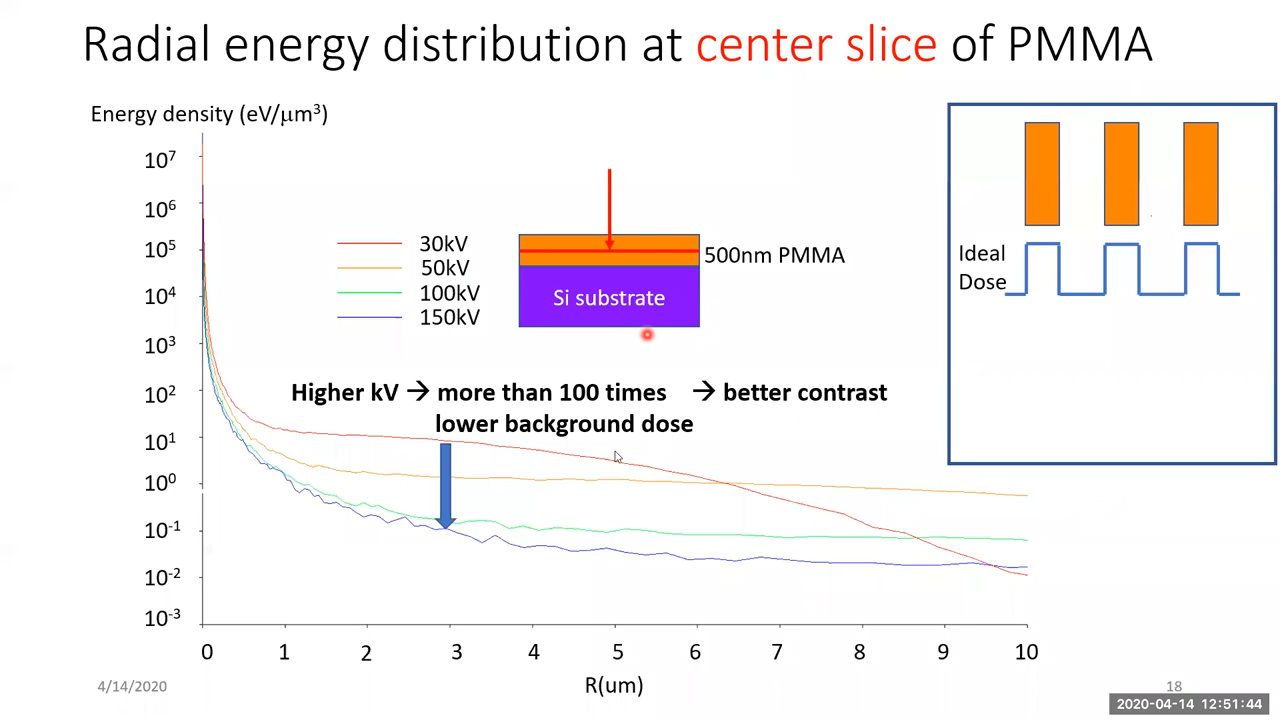 Radial energy distribution at center slice of PMMA
Energy density (eV/μm³)
10⁷
10⁶
10⁵
10⁴
10³
10²
10¹
10⁰
10⁻¹
10⁻²
10⁻³
30kV
50kV
100kV
150kV
500nm PMMA
Si substrate
Higher kV → more than 100 times → better contrast
lower background dose
Ideal
Dose
0 1 2 3 4 5 6 7 8 9 10
R(um)
4/14/2020
18
2020-04-14 12:51:44